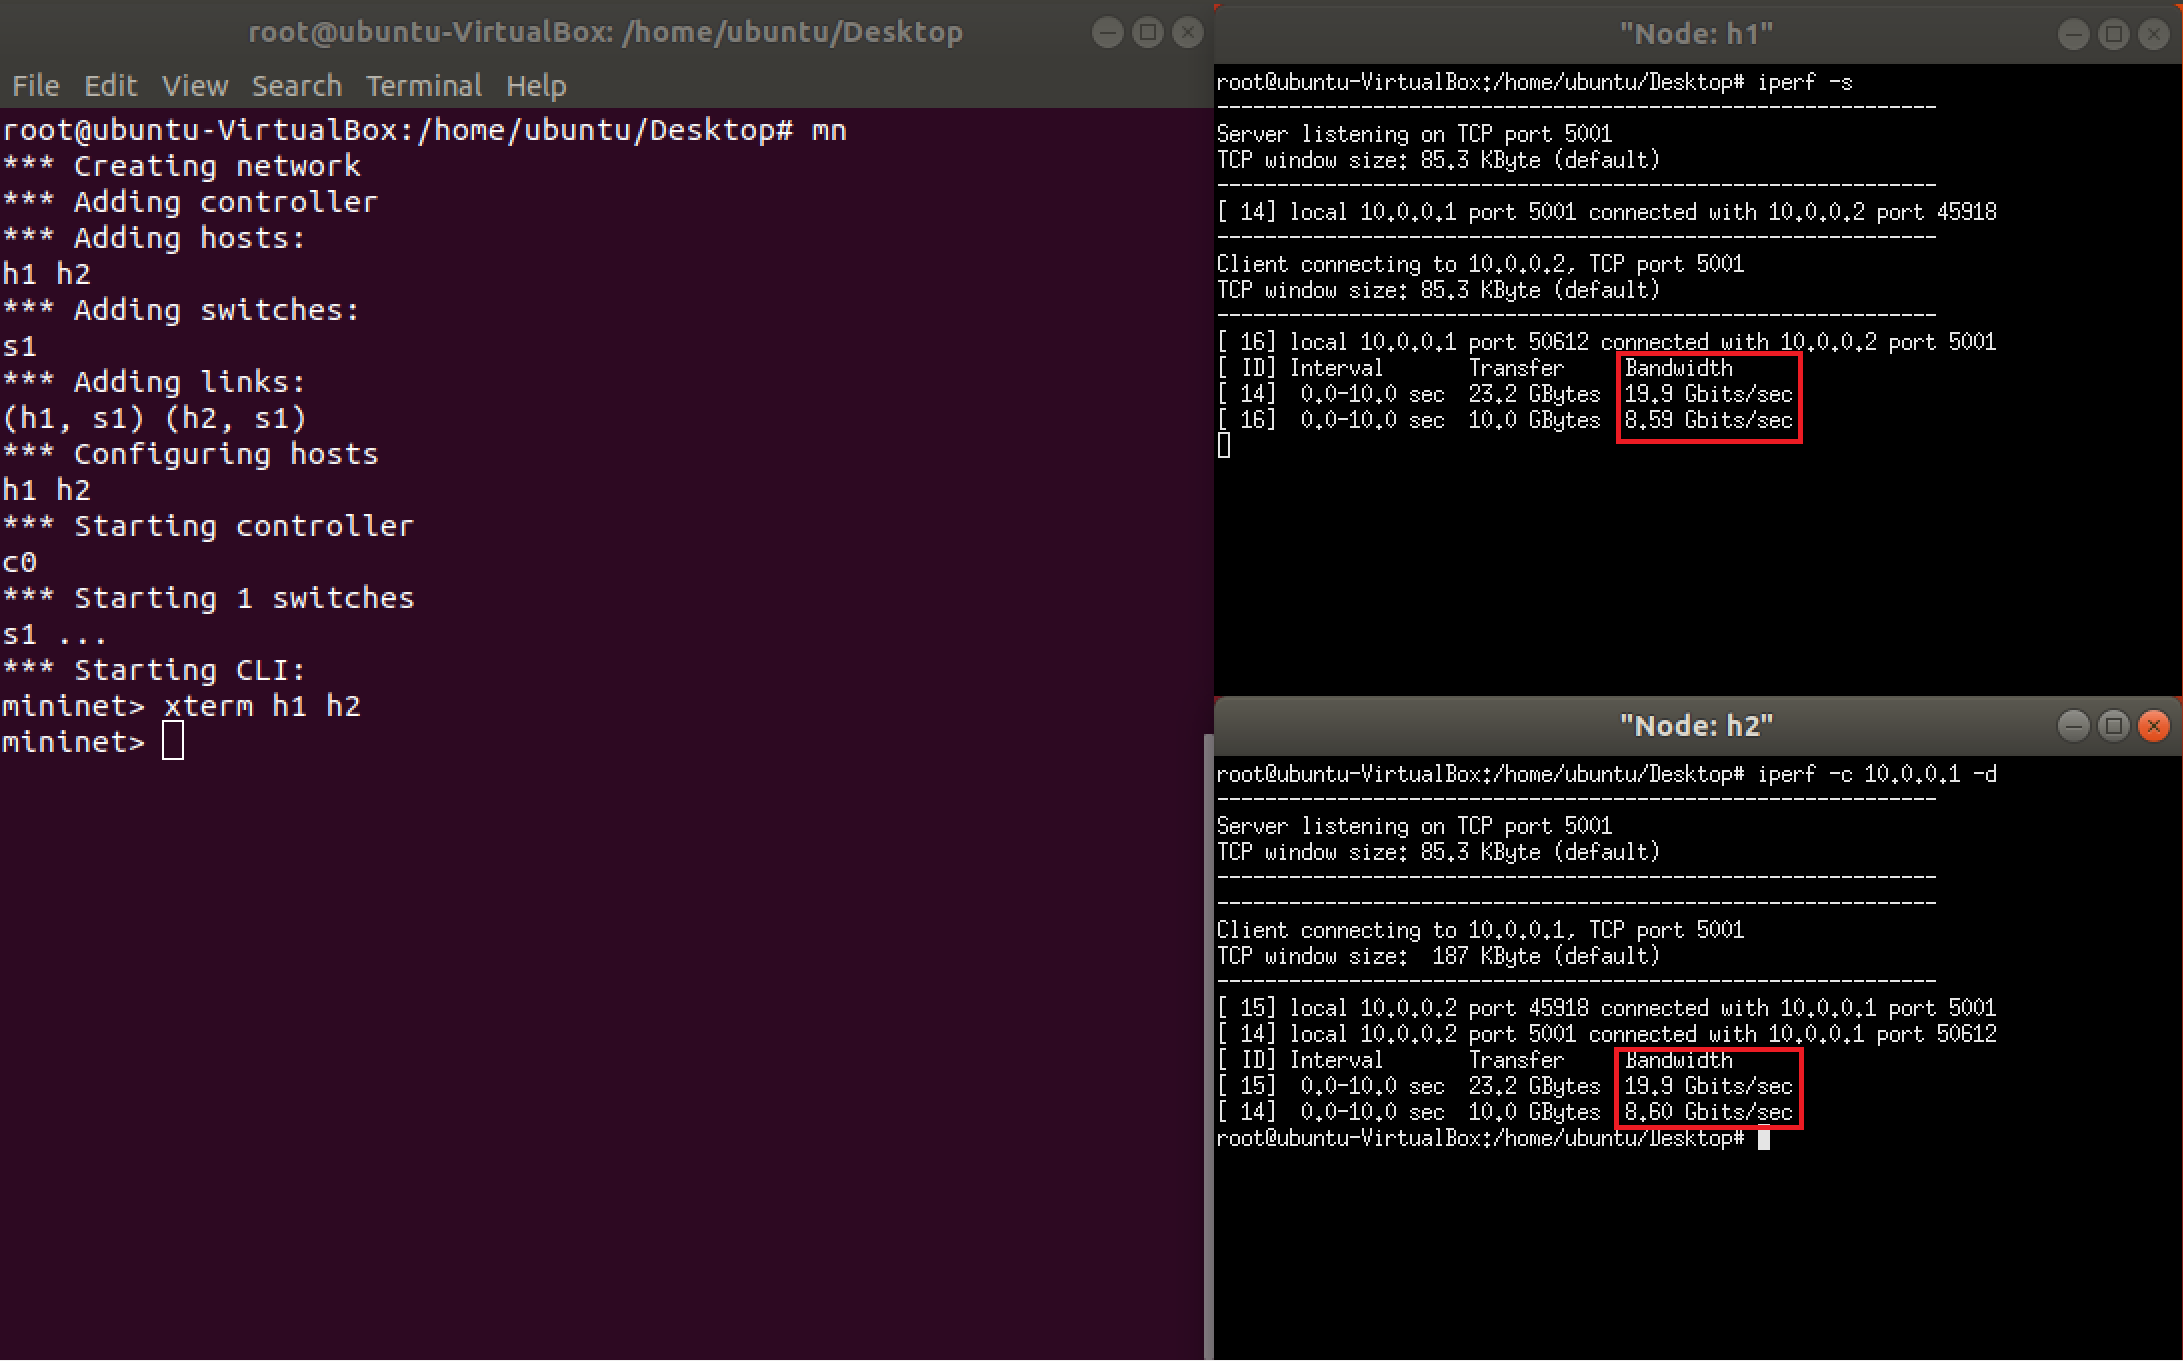 root@ubuntu-VirtualBox: /home/ubuntu/Desktop
File Edit View Search Terminal Help
root@ubuntu-VirtualBox:/home/ubuntu/Desktop# mn
*** Creating network
*** Adding controller
*** Adding hosts:
h1 h2
*** Adding switches:
s1
*** Adding links:
(h1, s1) (h2, s1)
*** Configuring hosts
h1 h2
*** Starting controller
c0
*** Starting 1 switches
s1 ...
*** Starting CLI:
mininet> xterm h1 h2
mininet>
"Node: h1"
root@ubuntu-VirtualBox:/home/ubuntu/Desktop# iperf -s
------------------------------------------------------------
Server listening on TCP port 5001
TCP window size: 85.3 KByte (default)
------------------------------------------------------------
[ 14] local 10.0.0.1 port 5001 connected with 10.0.0.2 port 45918
------------------------------------------------------------
Client connecting to 10.0.0.2, TCP port 5001
TCP window size: 85.3 KByte (default)
------------------------------------------------------------
[ 16] local 10.0.0.1 port 50612 connected with 10.0.0.2 port 5001
[ ID] Interval       Transfer     Bandwidth
[ 14]  0.0-10.0 sec  23.2 GBytes  19.9 Gbits/sec
[ 16]  0.0-10.0 sec  10.0 GBytes  8.59 Gbits/sec
"Node: h2"
root@ubuntu-VirtualBox:/home/ubuntu/Desktop# iperf -c 10.0.0.1 -d
------------------------------------------------------------
Server listening on TCP port 5001
TCP window size: 85.3 KByte (default)
------------------------------------------------------------
------------------------------------------------------------
Client connecting to 10.0.0.1, TCP port 5001
TCP window size:  187 KByte (default)
------------------------------------------------------------
[ 15] local 10.0.0.2 port 45918 connected with 10.0.0.1 port 5001
[ 14] local 10.0.0.2 port 5001 connected with 10.0.0.1 port 50612
[ ID] Interval       Transfer     Bandwidth
[ 15]  0.0-10.0 sec  23.2 GBytes  19.9 Gbits/sec
[ 14]  0.0-10.0 sec  10.0 GBytes  8.60 Gbits/sec
root@ubuntu-VirtualBox:/home/ubuntu/Desktop#